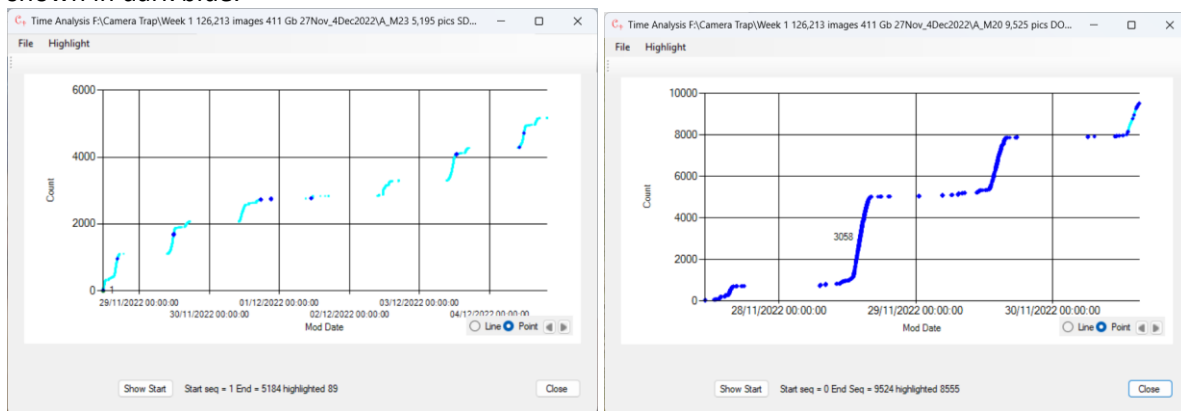 Time Analysis F:\Camera Trap\Week 1 126,213 images 411 Gb 27Nov_4Dec2022\A_M23 5,195 pics SD...
File Highlight
6000
4000
2000
0
1
Count
29/11/2022 00:00:00
30/11/2022 00:00:00
01/12/2022 00:00:00
02/12/2022 00:00:00
03/12/2022 00:00:00
04/12/2022 00:00:00
Mod Date
Line Point
Show Start Start seq = 1 End = 5184 highlighted 89 Close
Time Analysis F:\Camera Trap\Week 1 126,213 images 411 Gb 27Nov_4Dec2022\A_M20 9,525 pics DO...
File Highlight
10000
8000
6000
4000
2000
0
3058
Count
28/11/2022 00:00:00
29/11/2022 00:00:00
30/11/2022 00:00:00
Mod Date
Line Point
Show Start Start seq = 0 End Seq = 9524 highlighted 8555 Close